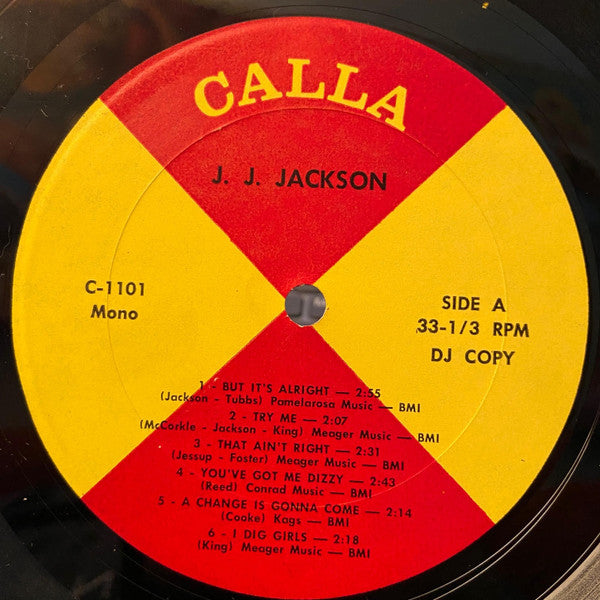 CALLA
J. J. JACKSON
C-1101
Mono
SIDE A
33-1/3 RPM
DJ COPY
1 - BUT IT'S ALRIGHT — 2:55
(Jackson - Tubbs) Pamelarosa Music — BMI
2 - TRY ME — 2:07
(McCorkle - Jackson - King) Meager Music — BMI
3 - THAT AIN'T RIGHT — 2:31
(Jessup - Foster) Meager Music — BMI
4 - YOU'VE GOT ME DIZZY — 2:43
(Reed) Conrad Music — BMI
5 - A CHANGE IS GONNA COME — 2:14
(Cooke) Kags — BMI
6 - I DIG GIRLS — 2:18
(King) Meager Music — BMI